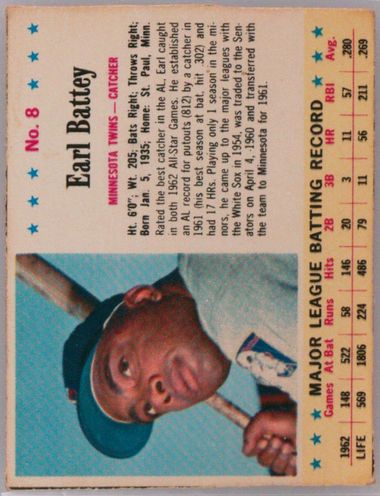 ★ ★ ★ No. 8 ★ ★ ★
Earl Battey
MINNESOTA TWINS—CATCHER
Ht. 6'0"; Wt. 205; Bats Right; Throws Right;
Born Jan. 5, 1935; Home: St. Paul, Minn.
Rated the best catcher in the AL, Earl caught
in both 1962 All-Star Games. He established
an AL record for putouts (812) by a catcher in
1961 (his best season at bat, hit .302) and
had 17 HRs. Playing only 1 season in the mi-
nors, he came up to the major leagues with
the White Sox in 1954, was traded to the Sen-
ators on April 4, 1960 and transferred with
the team to Minnesota for 1961.
★ ★ ★ MAJOR LEAGUE BATTING RECORD ★ ★ ★
Games At Bat Runs Hits 2B 3B HR RBI Avg.
1962 148 522 58 146 20 3 11 57 .280
LIFE 569 1806 224 486 79 11 56 211 .269